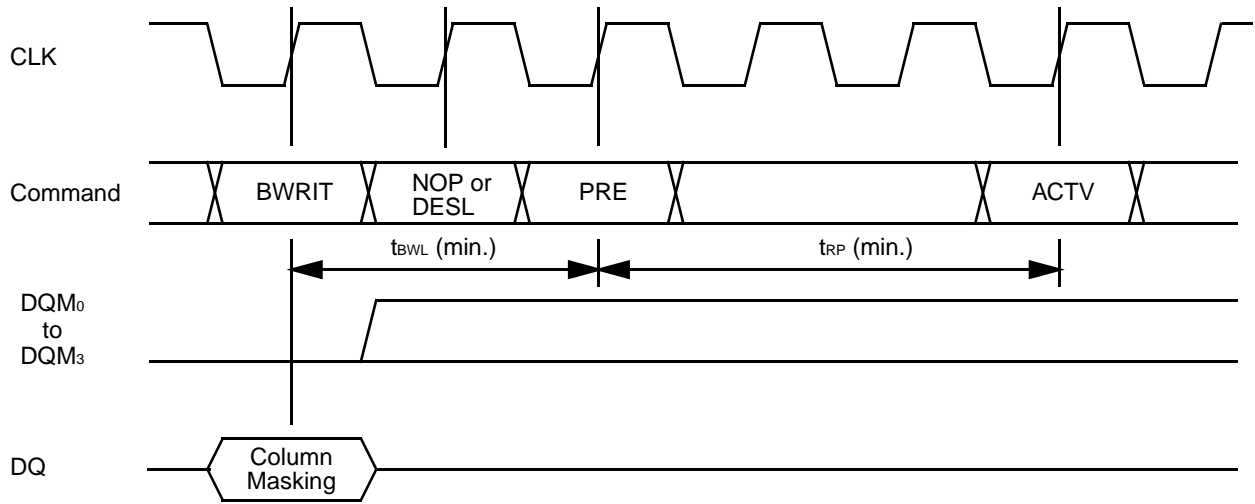 CLK
Command
BWRIT
NOP or
DESL
PRE
ACTV
tBWL (min.)
tRP (min.)
DQM0
to
DQM3
DQ
Column
Masking